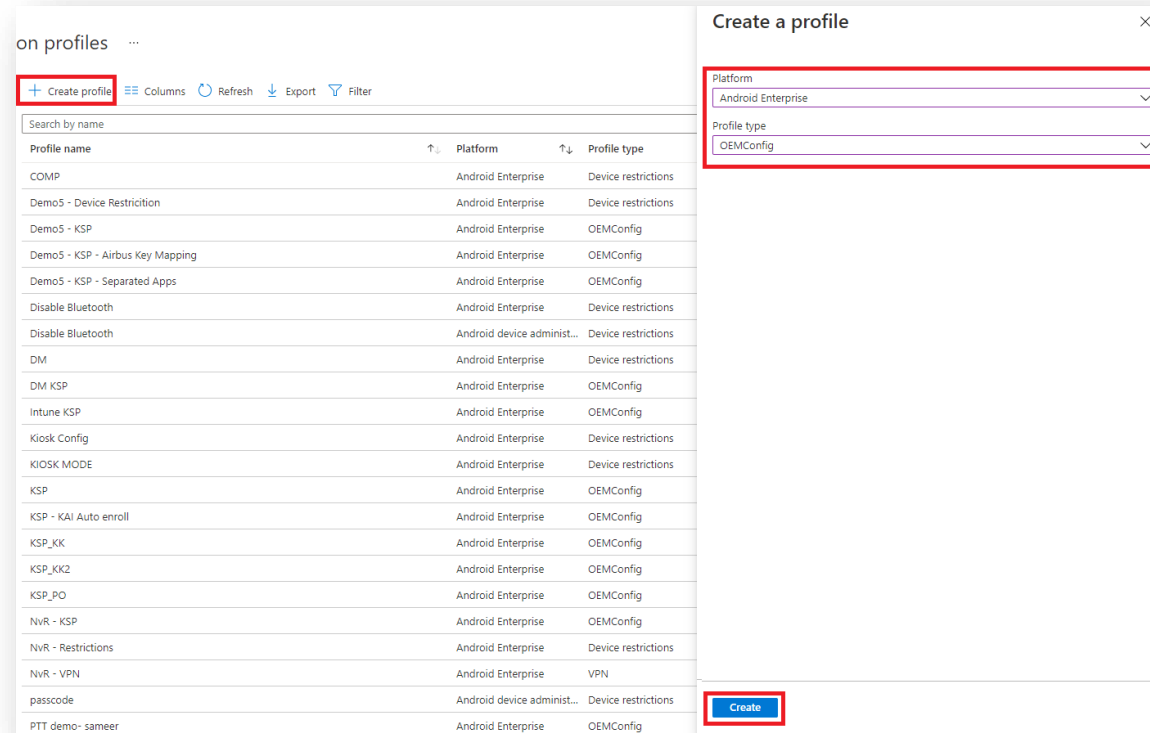 on profiles ...
Create profile Columns Refresh Export Filter
Search by name
Profile name Platform Profile type
COMP Android Enterprise Device restrictions
Demo5 - Device Restricition Android Enterprise Device restrictions
Demo5 - KSP Android Enterprise OEMConfig
Demo5 - KSP - Airbus Key Mapping Android Enterprise OEMConfig
Demo5 - KSP - Separated Apps Android Enterprise OEMConfig
Disable Bluetooth Android Enterprise Device restrictions
Disable Bluetooth Android device administ... Device restrictions
DM Android Enterprise Device restrictions
DM KSP Android Enterprise OEMConfig
Intune KSP Android Enterprise OEMConfig
Kiosk Config Android Enterprise Device restrictions
KIOSK MODE Android Enterprise Device restrictions
KSP Android Enterprise OEMConfig
KSP - KAI Auto enroll Android Enterprise OEMConfig
KSP_KK Android Enterprise OEMConfig
KSP_KK2 Android Enterprise OEMConfig
KSP_PO Android Enterprise OEMConfig
NvR - KSP Android Enterprise OEMConfig
NvR - Restrictions Android Enterprise Device restrictions
NvR - VPN Android Enterprise VPN
passcode Android device administ... Device restrictions
PTT demo- sameer Android Enterprise OEMConfig
Create a profile
Platform
Android Enterprise
Profile type
OEMConfig
Create